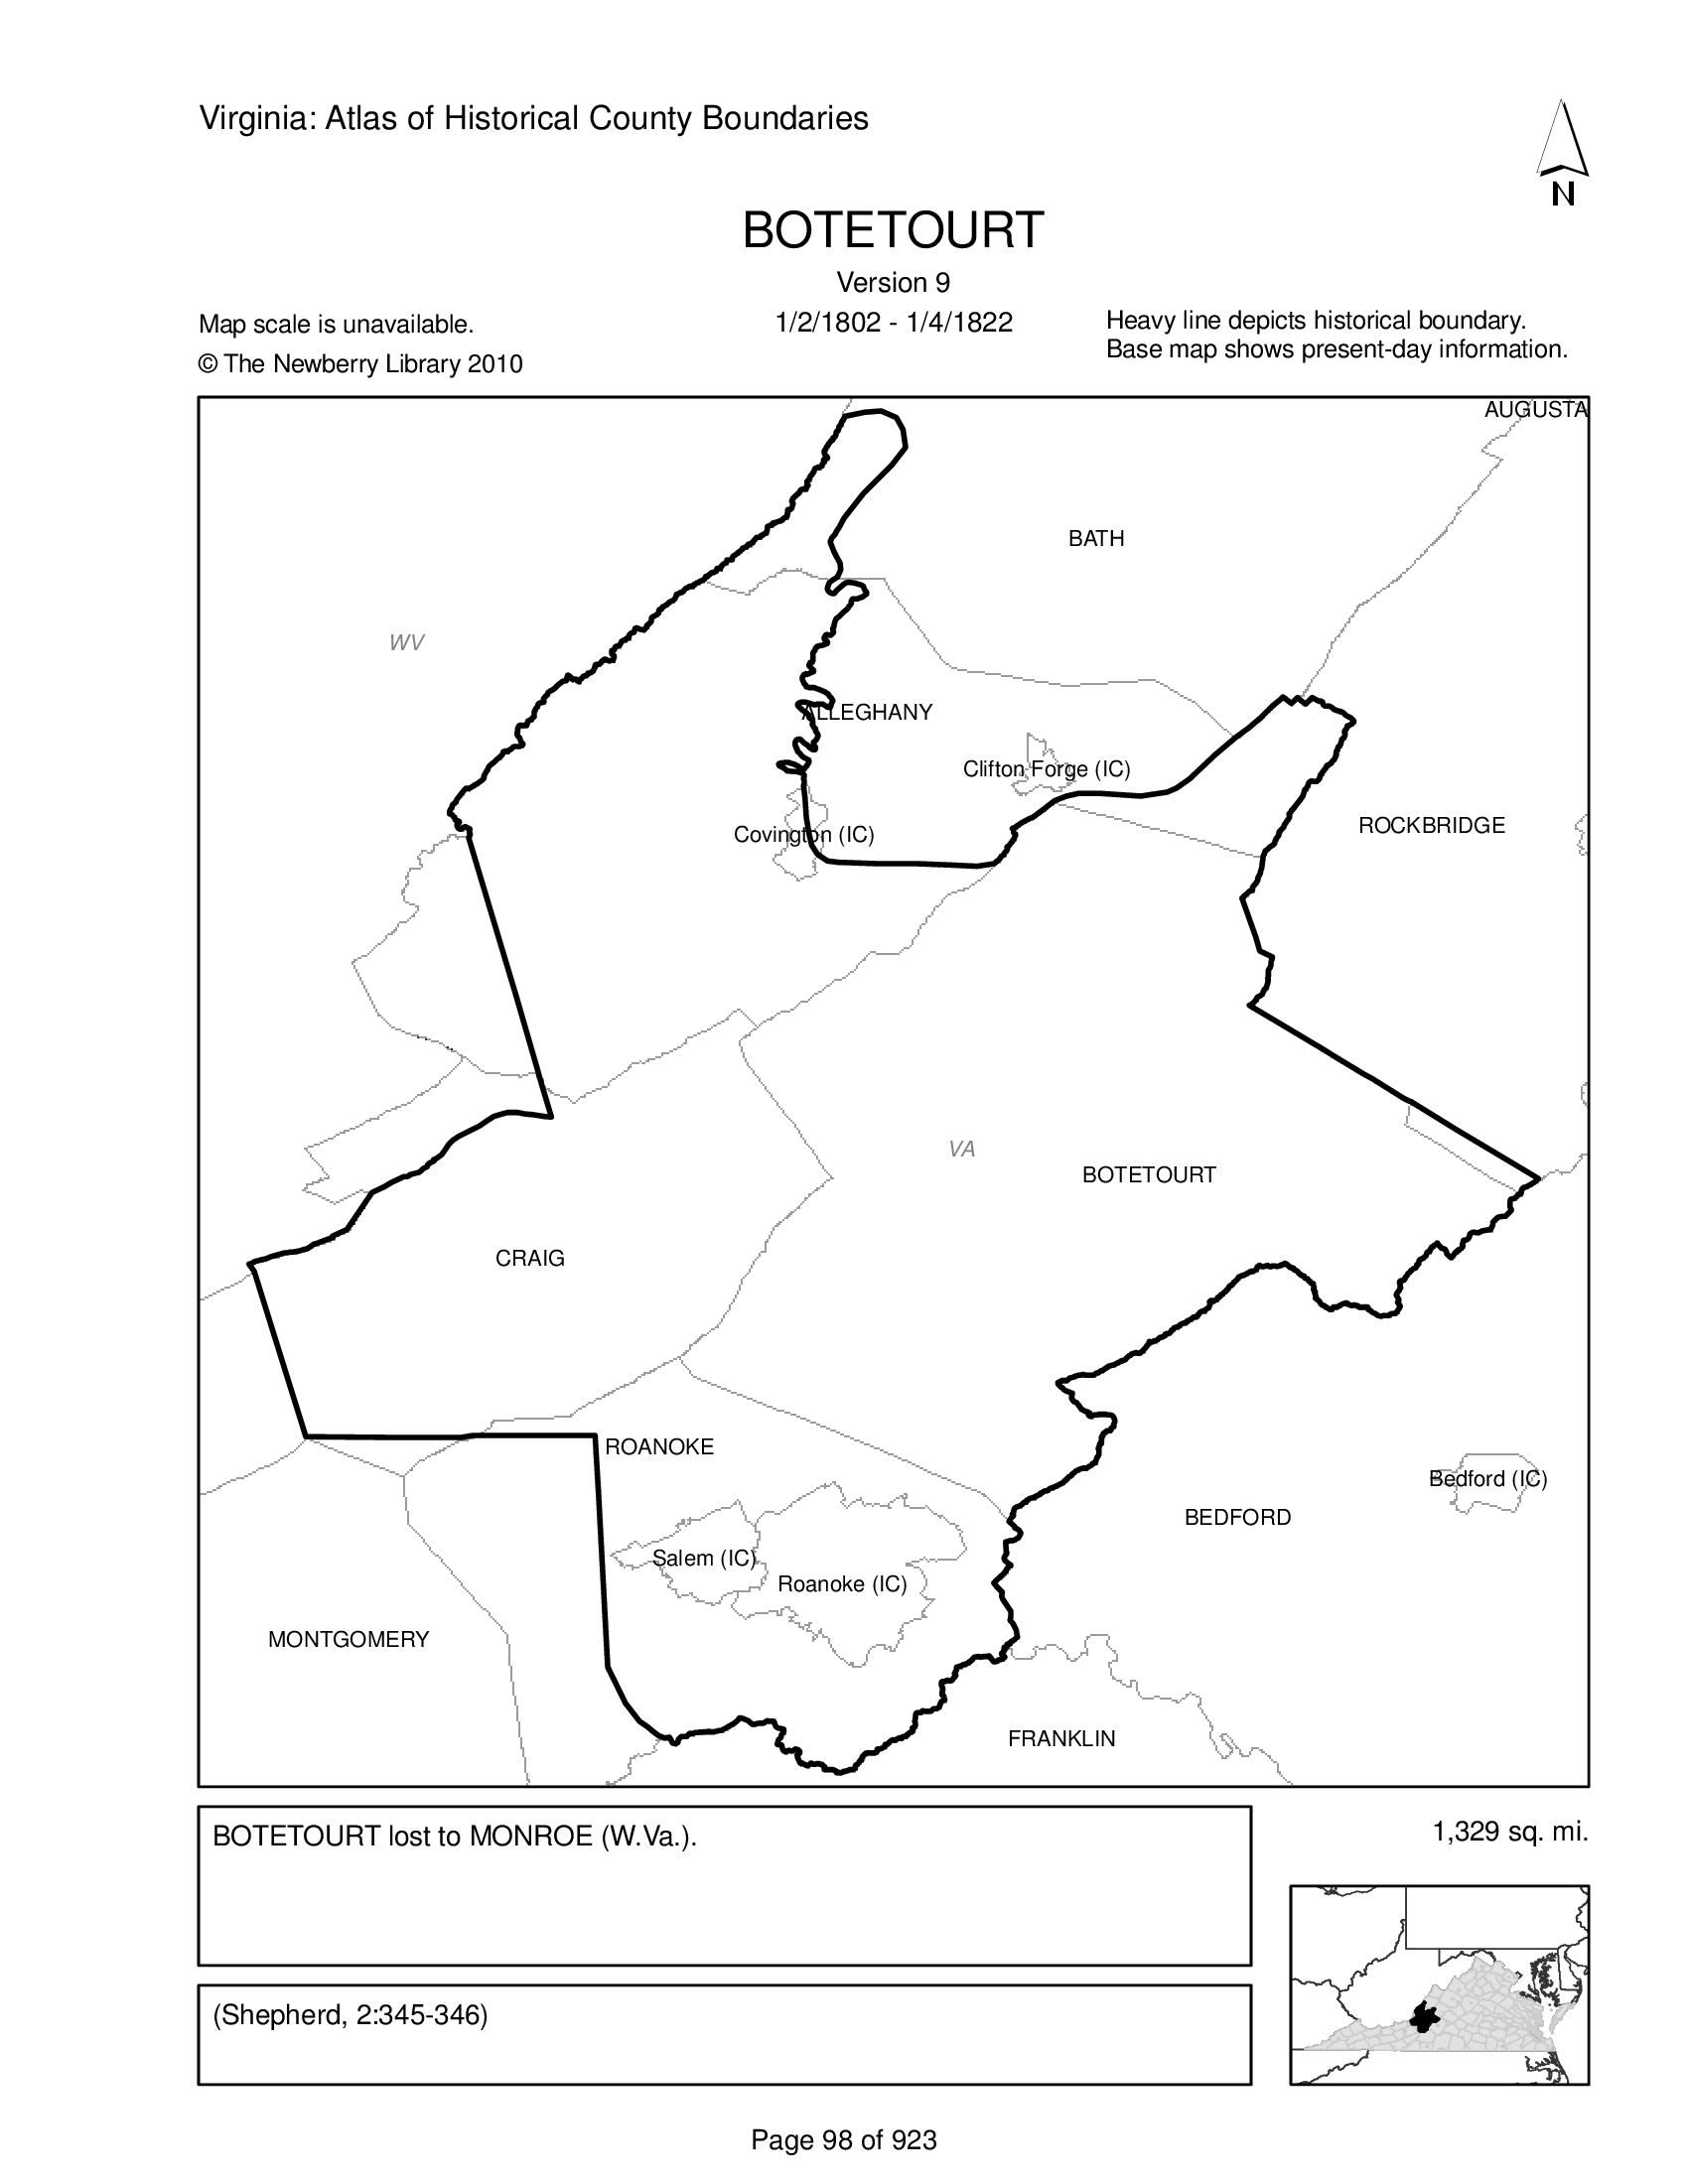 Virginia: Atlas of Historical County Boundaries
N
BOTETOURT
Version 9
1/2/1802 - 1/4/1822
Map scale is unavailable.
© The Newberry Library 2010
Heavy line depicts historical boundary.
Base map shows present-day information.
AUGUSTA
BATH
WV
ALLEGHANY
Clifton Forge (IC)
Covington (IC)
ROCKBRIDGE
VA
BOTETOURT
CRAIG
ROANOKE
Bedford (IC)
BEDFORD
Salem (IC)
Roanoke (IC)
MONTGOMERY
FRANKLIN
BOTETOURT lost to MONROE (W.Va.).
1,329 sq. mi.
(Shepherd, 2:345-346)
Page 98 of 923